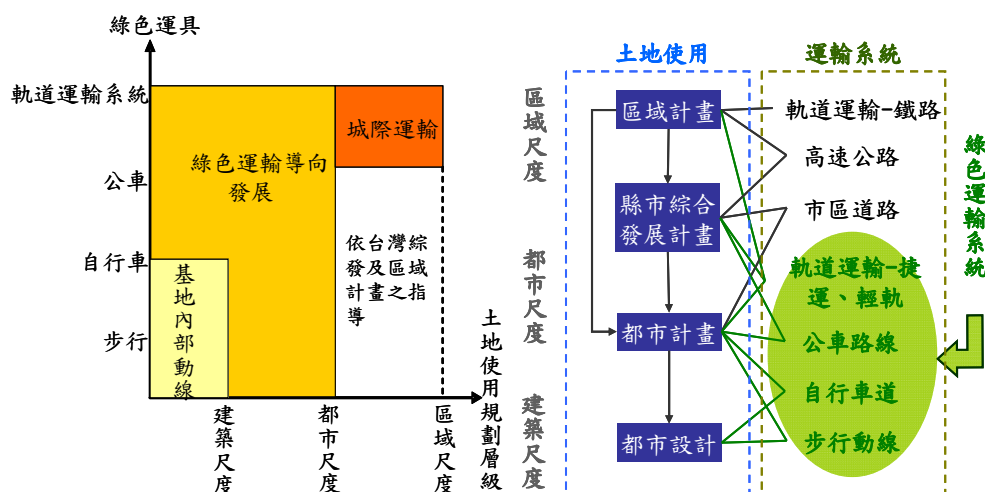 綠色運具
軌道運輸系統
公車
自行車
步行
城際運輸
綠色運輸導向
發展
依台灣綜
發及區域
計畫之指
導
基地內部動線
建築尺度
都市尺度
區域尺度
土地使用規劃層級
土地使用
運輸系統
區域尺度
都市尺度
建築尺度
區域計畫
縣市綜合
發展計畫
都市計畫
都市設計
軌道運輸-鐵路
高速公路
市區道路
軌道運輸-捷
運、輕軌
公車路線
自行車道
步行動線
綠色運輸系統